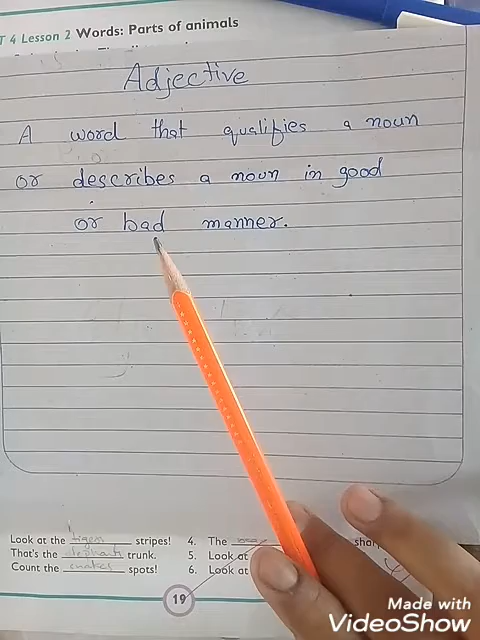 T 4 Lesson 2 Words: Parts of animals
Adjective
A word that qualifies a noun
or describes a noun in good
or bad manner.
Look at the tigers stripes! 4. The
That's the elephants trunk. 5. Look at
Count the snakes spots! 6. Look at
19
Made with
VideoShow